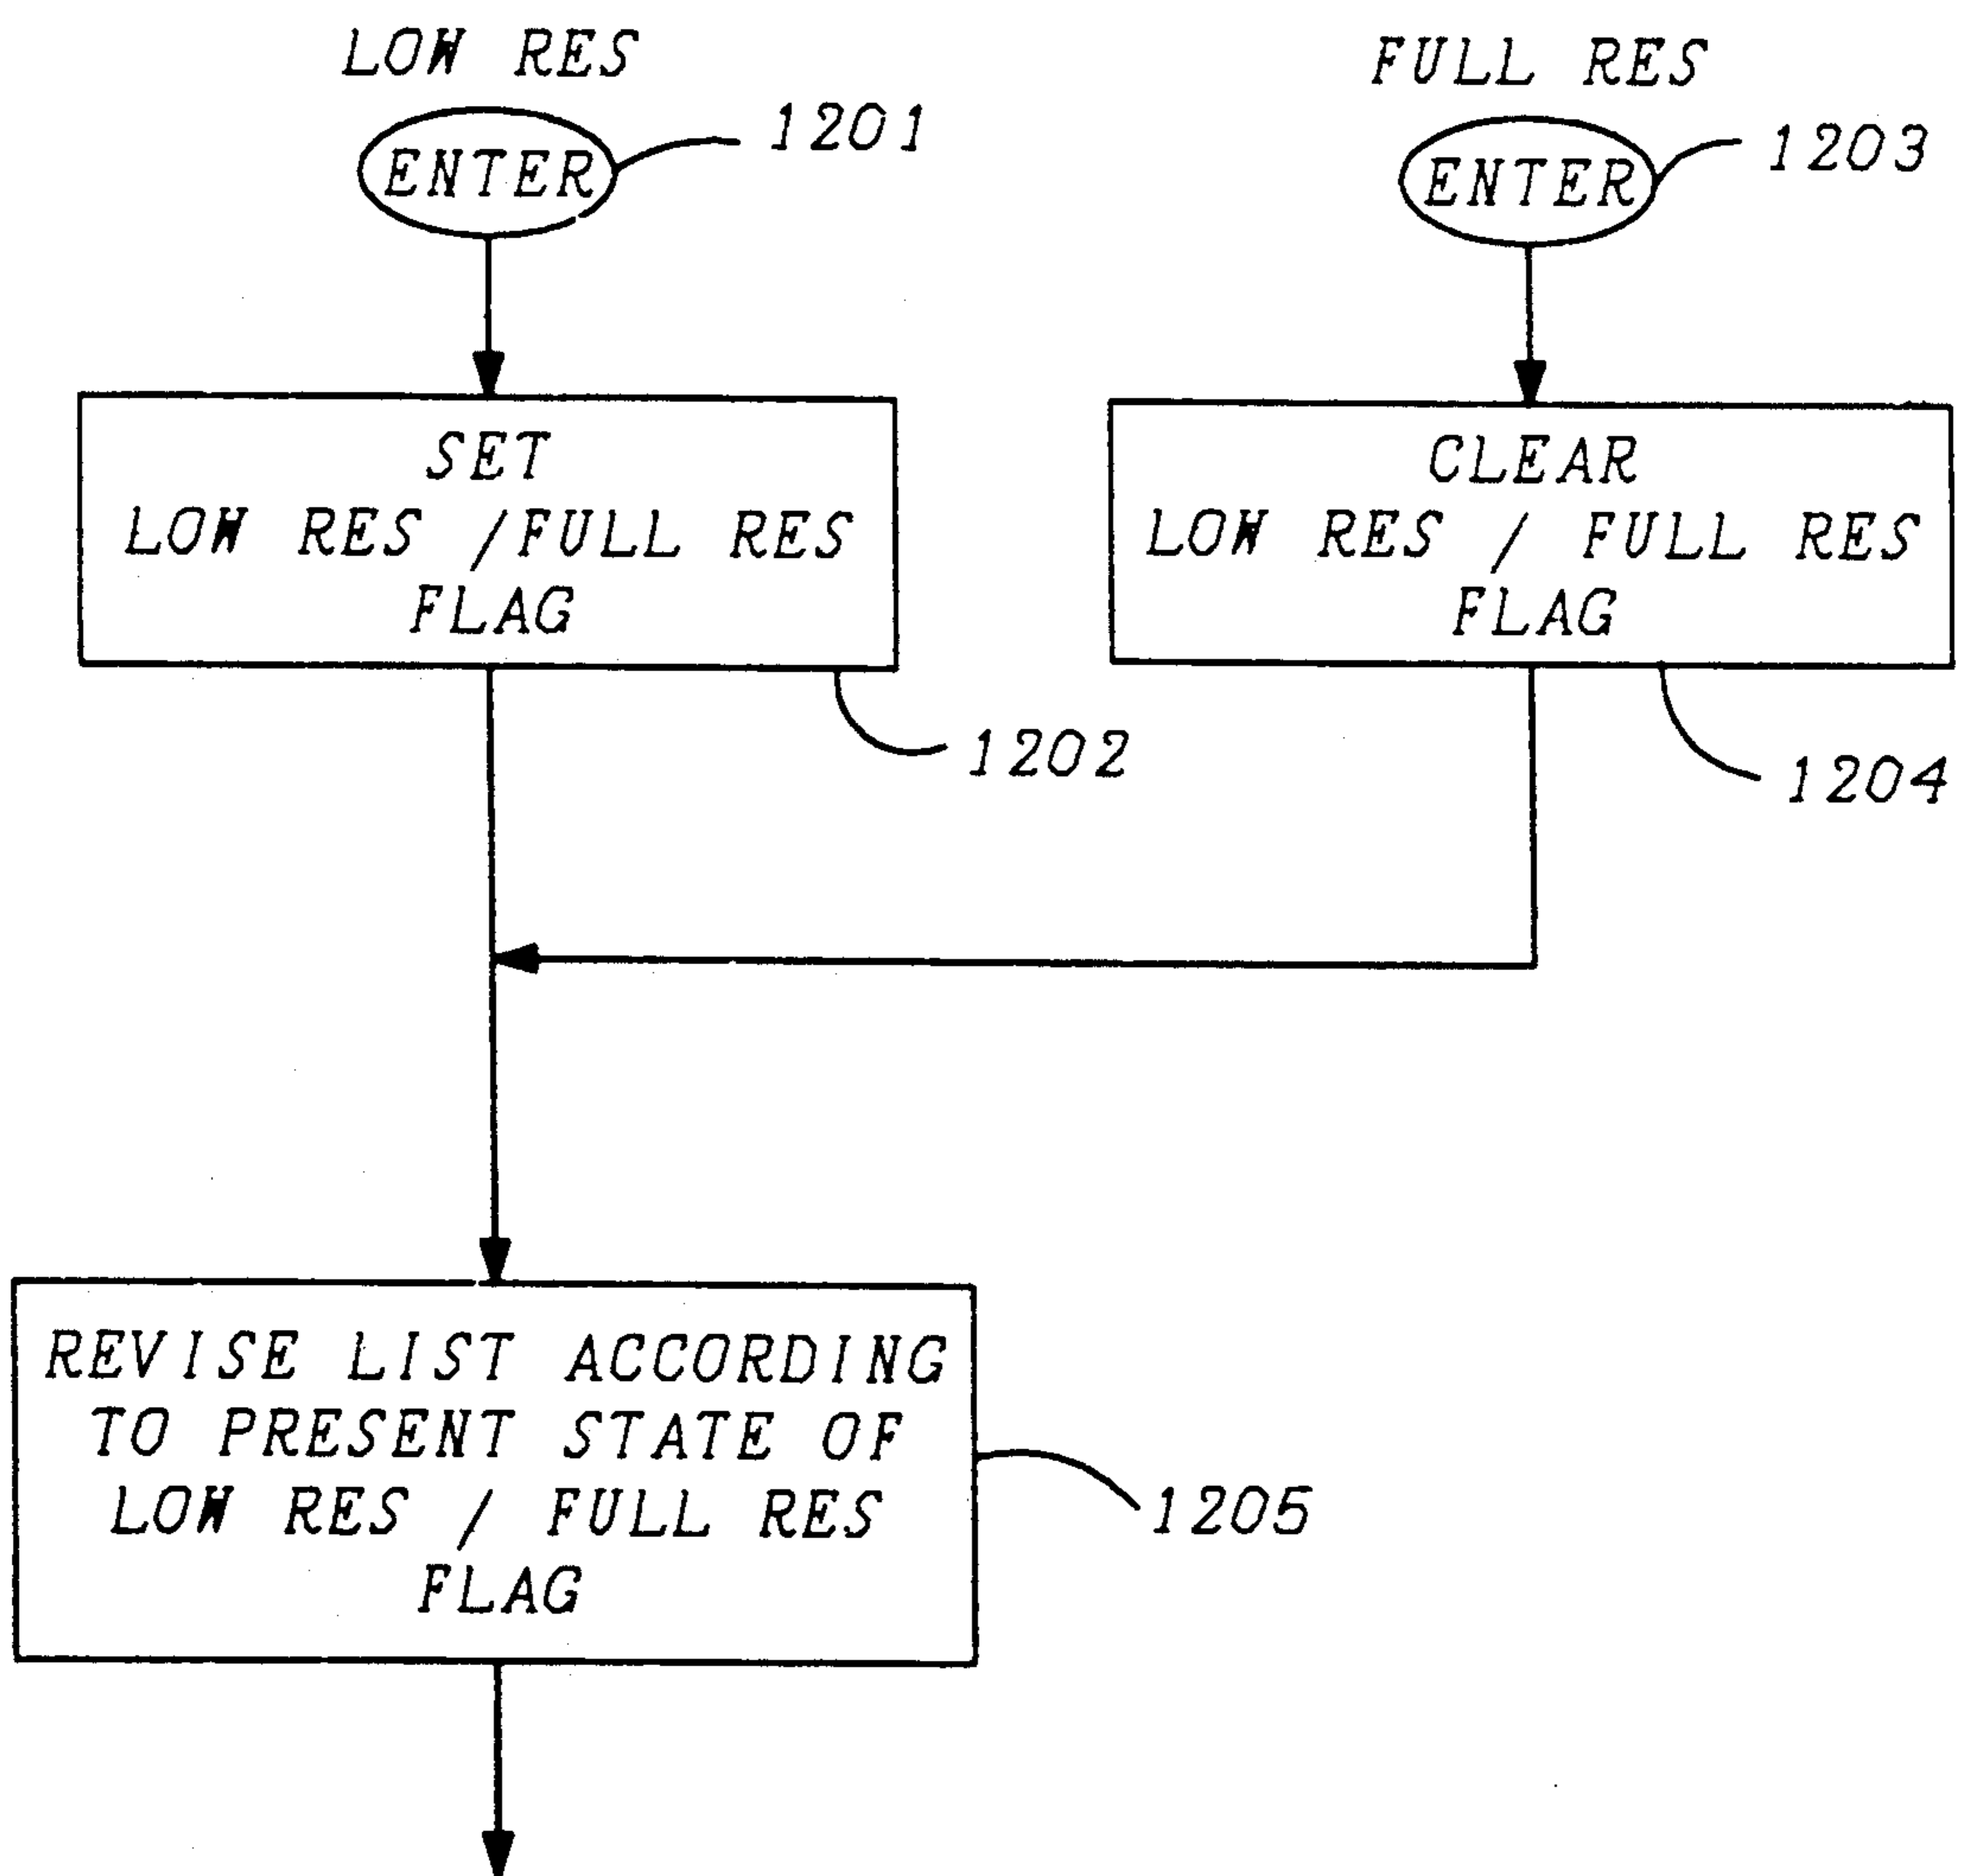 LOW RES
ENTER
1201
SET
LOW RES /FULL RES
FLAG
1202
FULL RES
ENTER
1203
CLEAR
LOW RES / FULL RES
FLAG
1204
REVISE LIST ACCORDING
TO PRESENT STATE OF
LOW RES / FULL RES
FLAG
1205